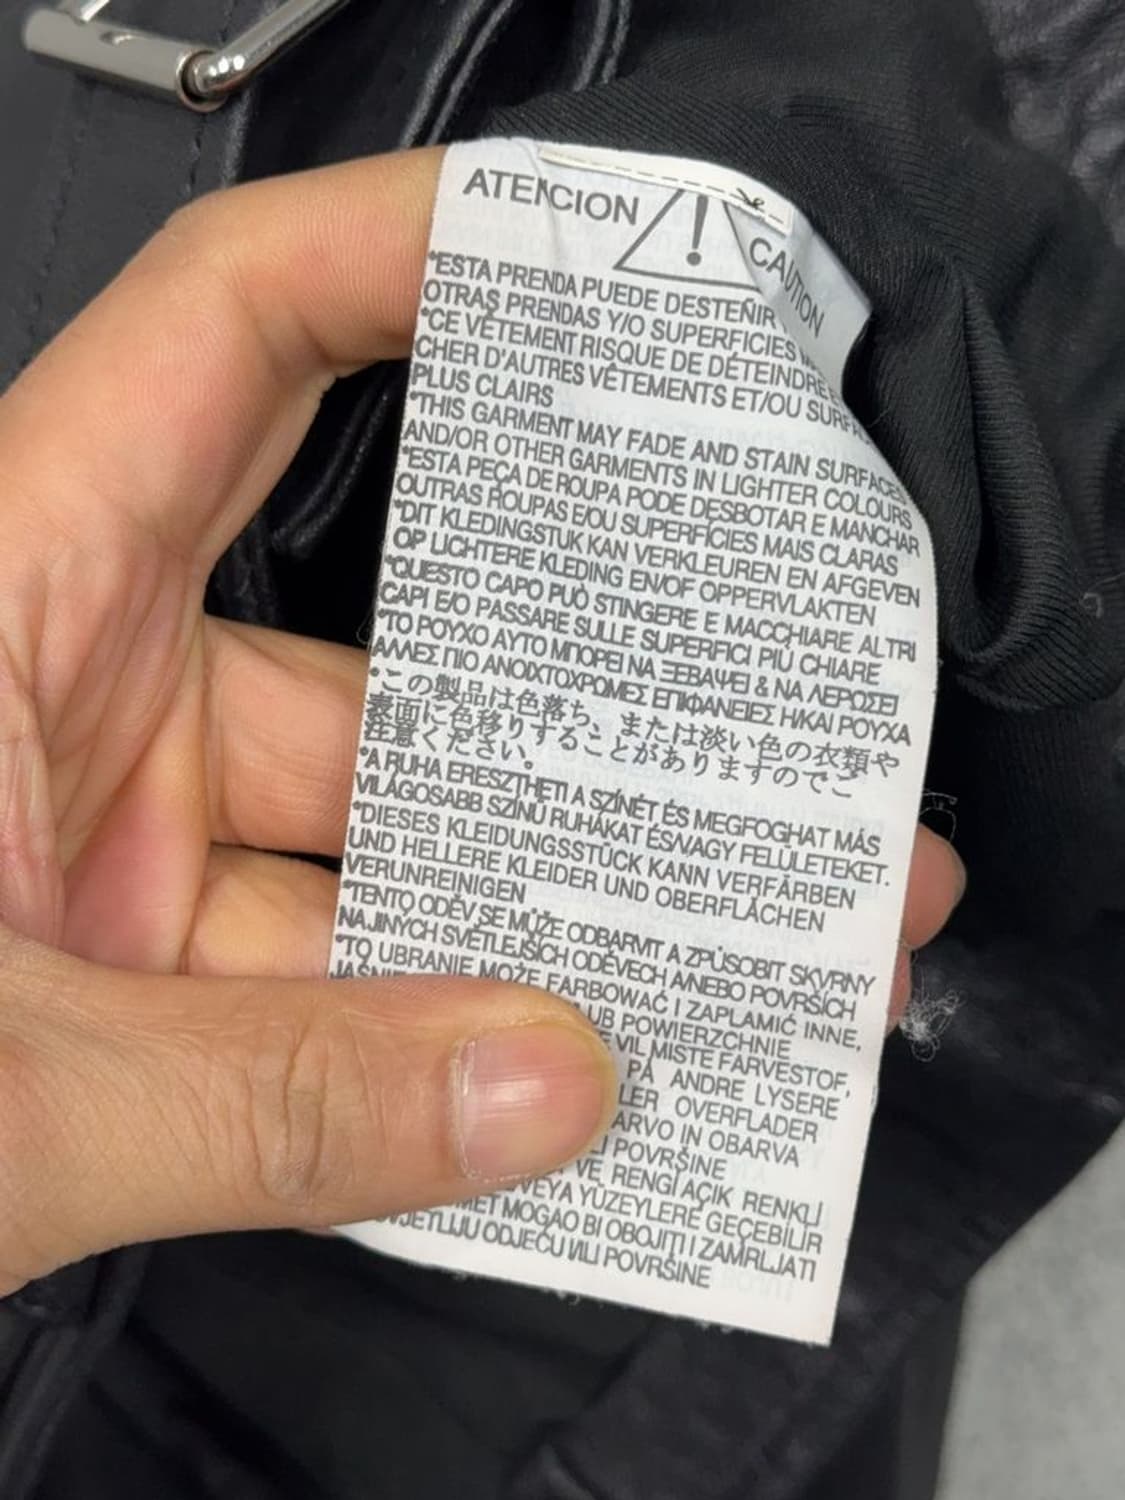 ATENCION
CAUTION
*ESTA PRENDA PUEDE DESTEÑIR
OTRAS PRENDAS Y/O SUPERFICIES
*CE VÊTEMENT RISQUE DE DÉTEINDRE
CHER D'AUTRES VÊTEMENTS ET/OU
PLUS CLAIRS
*THIS GARMENT MAY FADE AND STAIN SURFACES
AND/OR OTHER GARMENTS IN LIGHTER COLOURS
*ESTA PEÇA DE ROUPA PODE DESBOTAR E MANCHAR
OUTRAS ROUPAS E/OU SUPERFÍCIES MAIS CLARAS
*DIT KLEDINGSTUK KAN VERKLEUREN EN AFGEVEN
OP LICHTERE KLEDING EN/OF OPPERVLAKTEN
*QUESTO CAPO PUÒ STINGERE E MACCHIARE ALTRI
CAPI E/O PASSARE SULLE SUPERFICI PIÙ CHIARE
*ΤΟ ΡΟΥΧΟ ΑΥΤΟ ΜΠΟΡΕΙ ΝΑ ΞΕΒΑΨΕΙ & ΝΑ ΛΕΡΩΣΕΙ
ΑΛΛΕΣ ΠΙΟ ΑΝΟΙΧΤΟΧΡΩΜΕΣ ΕΠΙΦΑΝΕΙΕΣ Η/ΚΑΙ ΡΟΥΧΑ
*この製品は色落ち、または淡い色の衣類や
表面に色移りすることがありますのでご
注意ください。
*A RUHA ERESZTHETI A SZÍNÉT ÉS MEGFOGHAT MÁS
VILÁGOSABB SZÍNŰ RUHÁKAT ÉS/VAGY FELÜLETEKET.
*DIESES KLEIDUNGSSTÜCK KANN VERFÄRBEN
UND HELLERE KLEIDER UND OBERFLÄCHEN
VERUNREINIGEN
*TENTO ODĚV SE MŮŽE ODBARVIT A ZPŮSOBIT SKVRNY
NA JINÝCH SVĚTLEJŠÍCH ODĚVECH A/NEBO POVRŠÍCH
*TO UBRANIE MOŻE FARBOWAĆ I ZAPLAMIĆ INNE,
LUB POWIERZCHNIE
VIL MISTE FARVESTOF,
PÅ ANDRE LYSERE
OVERFLADER
IN OBARVA
POVRŠINE
VE RENGİ AÇIK RENKLİ
VEYA YÜZEYLERE GEÇEBİLİR
MOGAO BI OBOJITI I ZAMRLJATI
ODJEĆU I/ILI POVRŠINE